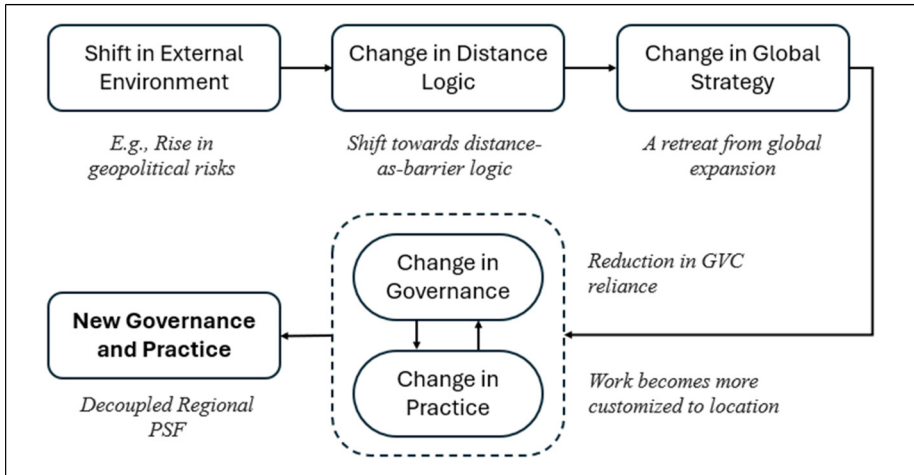 Shift in External
Environment
Change in Distance
Logic
Change in Global
Strategy
E.g., Rise in
geopolitical risks
Shift towards distance-
as-barrier logic
A retreat from global
expansion
Change in
Governance
Reduction in GVC
reliance
New Governance
and Practice
Change in
Practice
Work becomes more
customized to location
Decoupled Regional
PSF